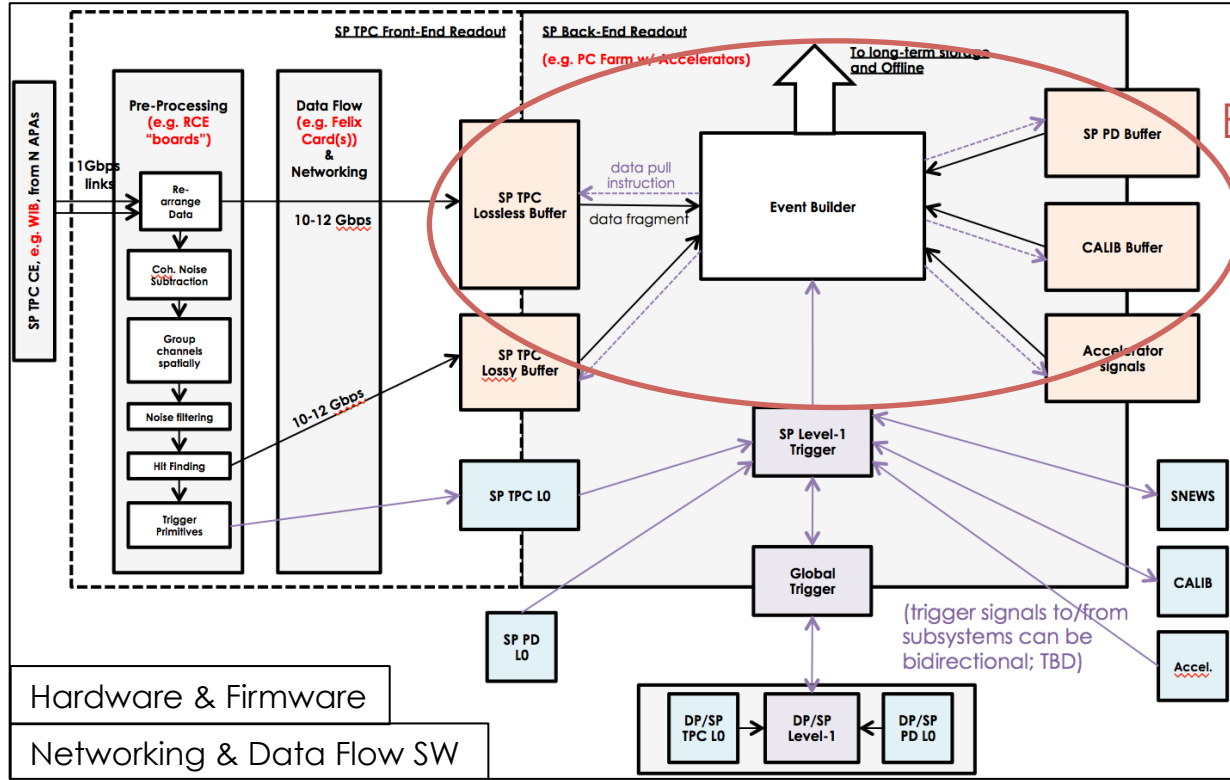 SP TPC Front-End Readout
SP Back-End Readout
(e.g. PC Farm w/ Accelerators)
To long-term storage
and Offline
SP TPC CE, e.g. WIB, from N APAs
1Gbps
links
Pre-Processing
(e.g. RCE
“boards”)
Re-
arrange
Data
Coh. Noise
Subtraction
Group
channels
spatially
Noise filtering
Hit Finding
Trigger
Primitives
Data Flow
(e.g. Felix
Card(s))
&
Networking
10-12 Gbps
10-12 Gbps
SP TPC
Lossless Buffer
SP TPC
Lossy Buffer
SP TPC L0
data pull
instruction
data fragment
Event Builder
SP PD Buffer
CALIB Buffer
Accelerator
signals
SP Level-1
Trigger
Global
Trigger
SNEWS
CALIB
Accel.
SP PD
L0
(trigger signals to/from
subsystems can be
bidirectional; TBD)
DP/SP
TPC L0
DP/SP
Level-1
DP/SP
PD L0
Hardware & Firmware
Networking & Data Flow SW